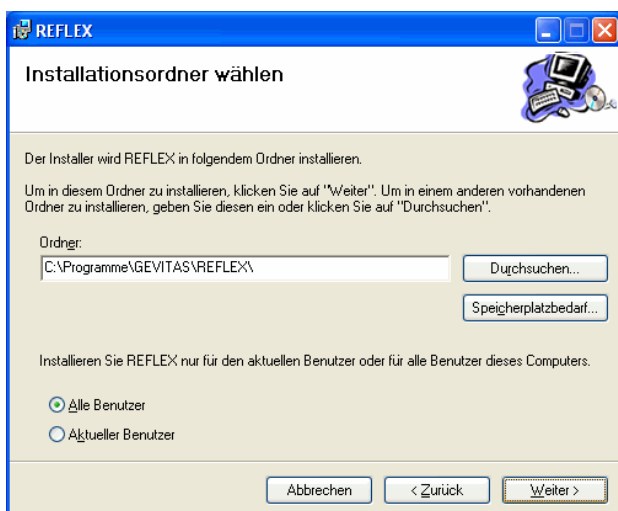 REFLEX
Installationsordner wählen
Der Installer wird REFLEX in folgendem Ordner installieren.
Um in diesem Ordner zu installieren, klicken Sie auf "Weiter". Um in einem anderen vorhandenen
Ordner zu installieren, geben Sie diesen ein oder klicken Sie auf "Durchsuchen".
Ordner:
C:\Programme\GEVITAS\REFLEX\
Durchsuchen...
Speicherplatzbedarf...
Installieren Sie REFLEX nur für den aktuellen Benutzer oder für alle Benutzer dieses Computers.
Alle Benutzer
Aktueller Benutzer
Abbrechen
< Zurück
Weiter >